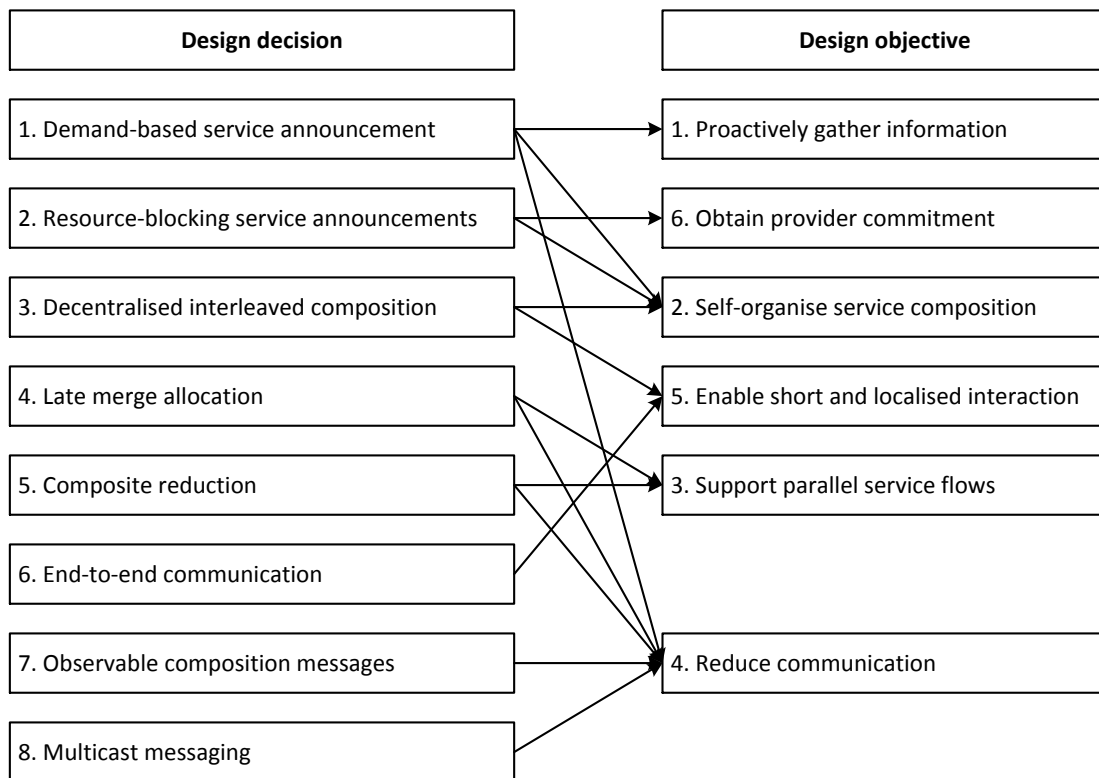 Design decision
Design objective
1. Demand-based service announcement
1. Proactively gather information
2. Resource-blocking service announcements
6. Obtain provider commitment
3. Decentralised interleaved composition
2. Self-organise service composition
4. Late merge allocation
5. Enable short and localised interaction
5. Composite reduction
3. Support parallel service flows
6. End-to-end communication
7. Observable composition messages
4. Reduce communication
8. Multicast messaging